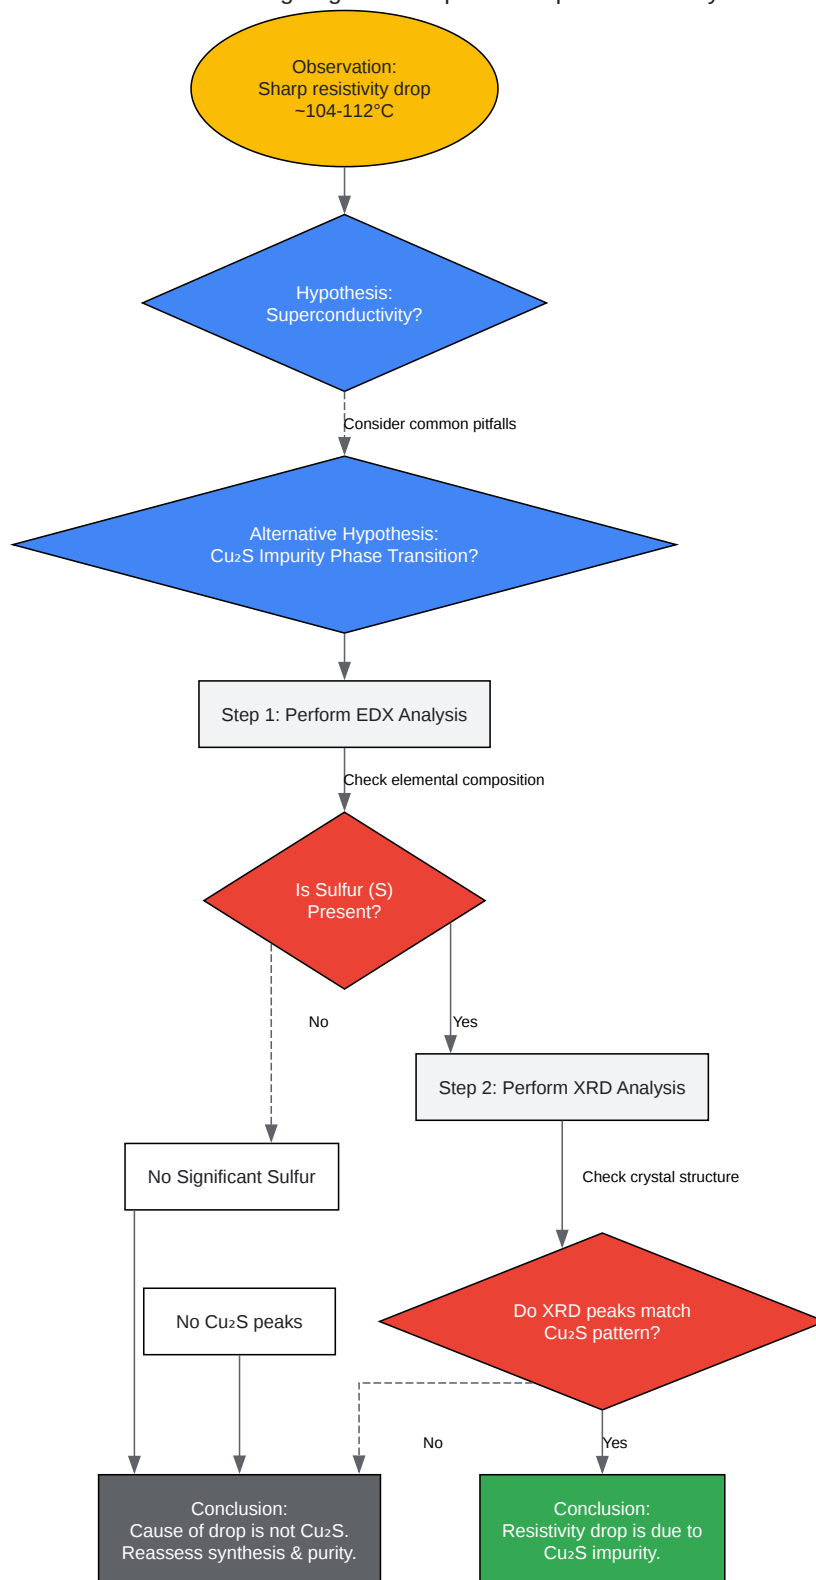 Observation:
Sharp resistivity drop
~104-112°C
Hypothesis:
Superconductivity?
Consider common pitfalls
Alternative Hypothesis:
Cu₂S Impurity Phase Transition?
Step 1: Perform EDX Analysis
Check elemental composition
Is Sulfur (S)
Present?
No
Yes
Step 2: Perform XRD Analysis
No Significant Sulfur
Check crystal structure
No Cu₂S peaks
Do XRD peaks match
Cu₂S pattern?
No
Yes
Conclusion:
Cause of drop is not Cu₂S.
Reassess synthesis & purity.
Conclusion:
Resistivity drop is due to
Cu₂S impurity.